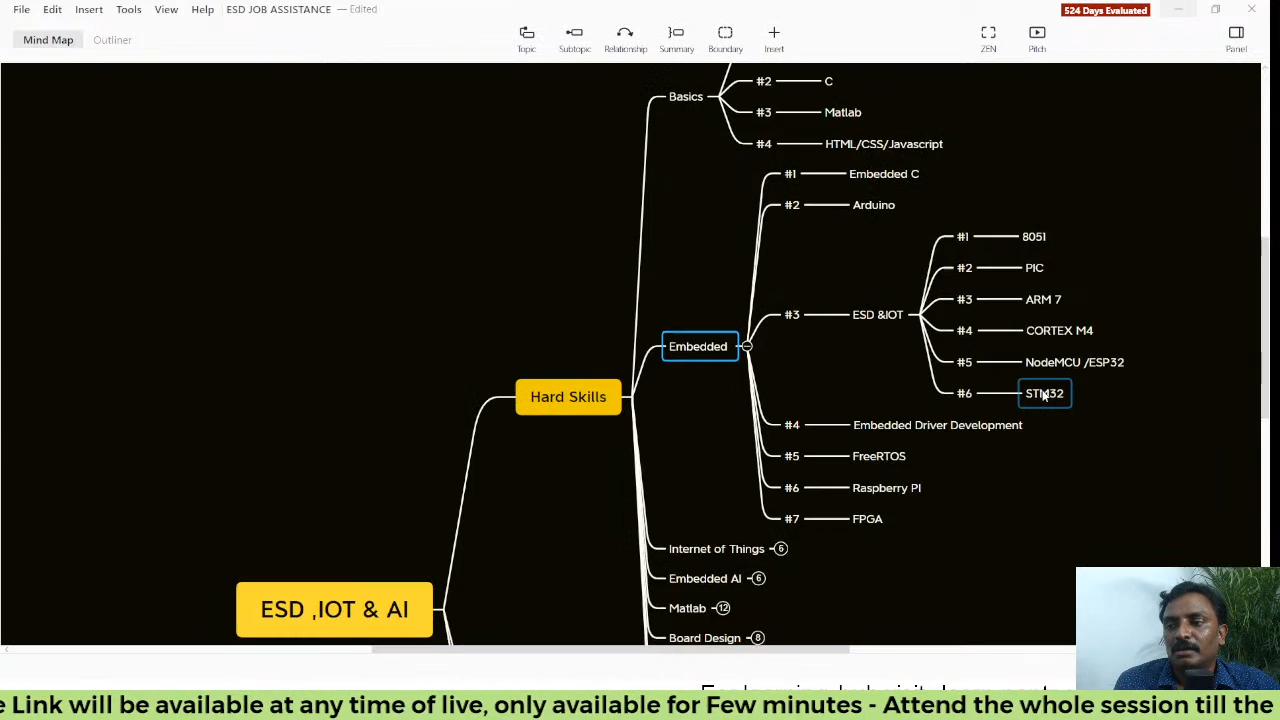 File Edit Insert Tools View Help ESD JOB ASSISTANCE — Edited 524 Days Evaluated
Mind Map Outliner Topic Subtopic Relationship Summary Boundary Insert ZEN Pitch Panel
#2 C
Basics
#3 Matlab
#4 HTML/CSS/Javascript
#1 Embedded C
#2 Arduino
#1 8051
#2 PIC
#3 ARM 7
#3 ESD &IOT
#4 CORTEX M4
Embedded
#5 NodeMCU /ESP32
Hard Skills
#6 STM32
#4 Embedded Driver Development
#5 FreeRTOS
#6 Raspberry PI
#7 FPGA
Internet of Things 6
Embedded AI 6
ESD ,IOT & AI
Matlab 12
Board Design 8
Link will be available at any time of live, only available for Few minutes - Attend the whole session till the